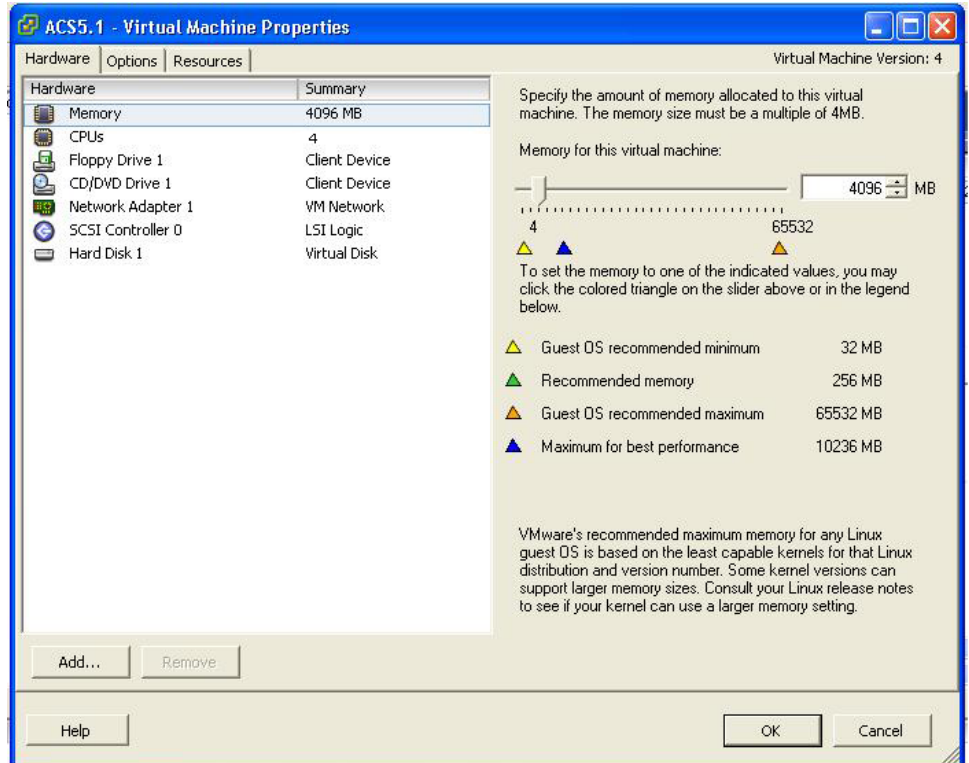 ACS5.1 - Virtual Machine Properties
Hardware Options Resources
Virtual Machine Version: 4
Hardware Summary
Memory 4096 MB
CPUs 4
Floppy Drive 1 Client Device
CD/DVD Drive 1 Client Device
Network Adapter 1 VM Network
SCSI Controller 0 LSI Logic
Hard Disk 1 Virtual Disk
Add... Remove
Specify the amount of memory allocated to this virtual
machine. The memory size must be a multiple of 4MB.
Memory for this virtual machine:
4096 MB
4 65532
To set the memory to one of the indicated values, you may
click the colored triangle on the slider above or in the legend
below.
Guest OS recommended minimum 32 MB
Recommended memory 256 MB
Guest OS recommended maximum 65532 MB
Maximum for best performance 10236 MB
VMware's recommended maximum memory for any Linux
guest OS is based on the least capable kernels for that Linux
distribution and version number. Some kernel versions can
support larger memory sizes. Consult your Linux release notes
to see if your kernel can use a larger memory setting.
Help OK Cancel